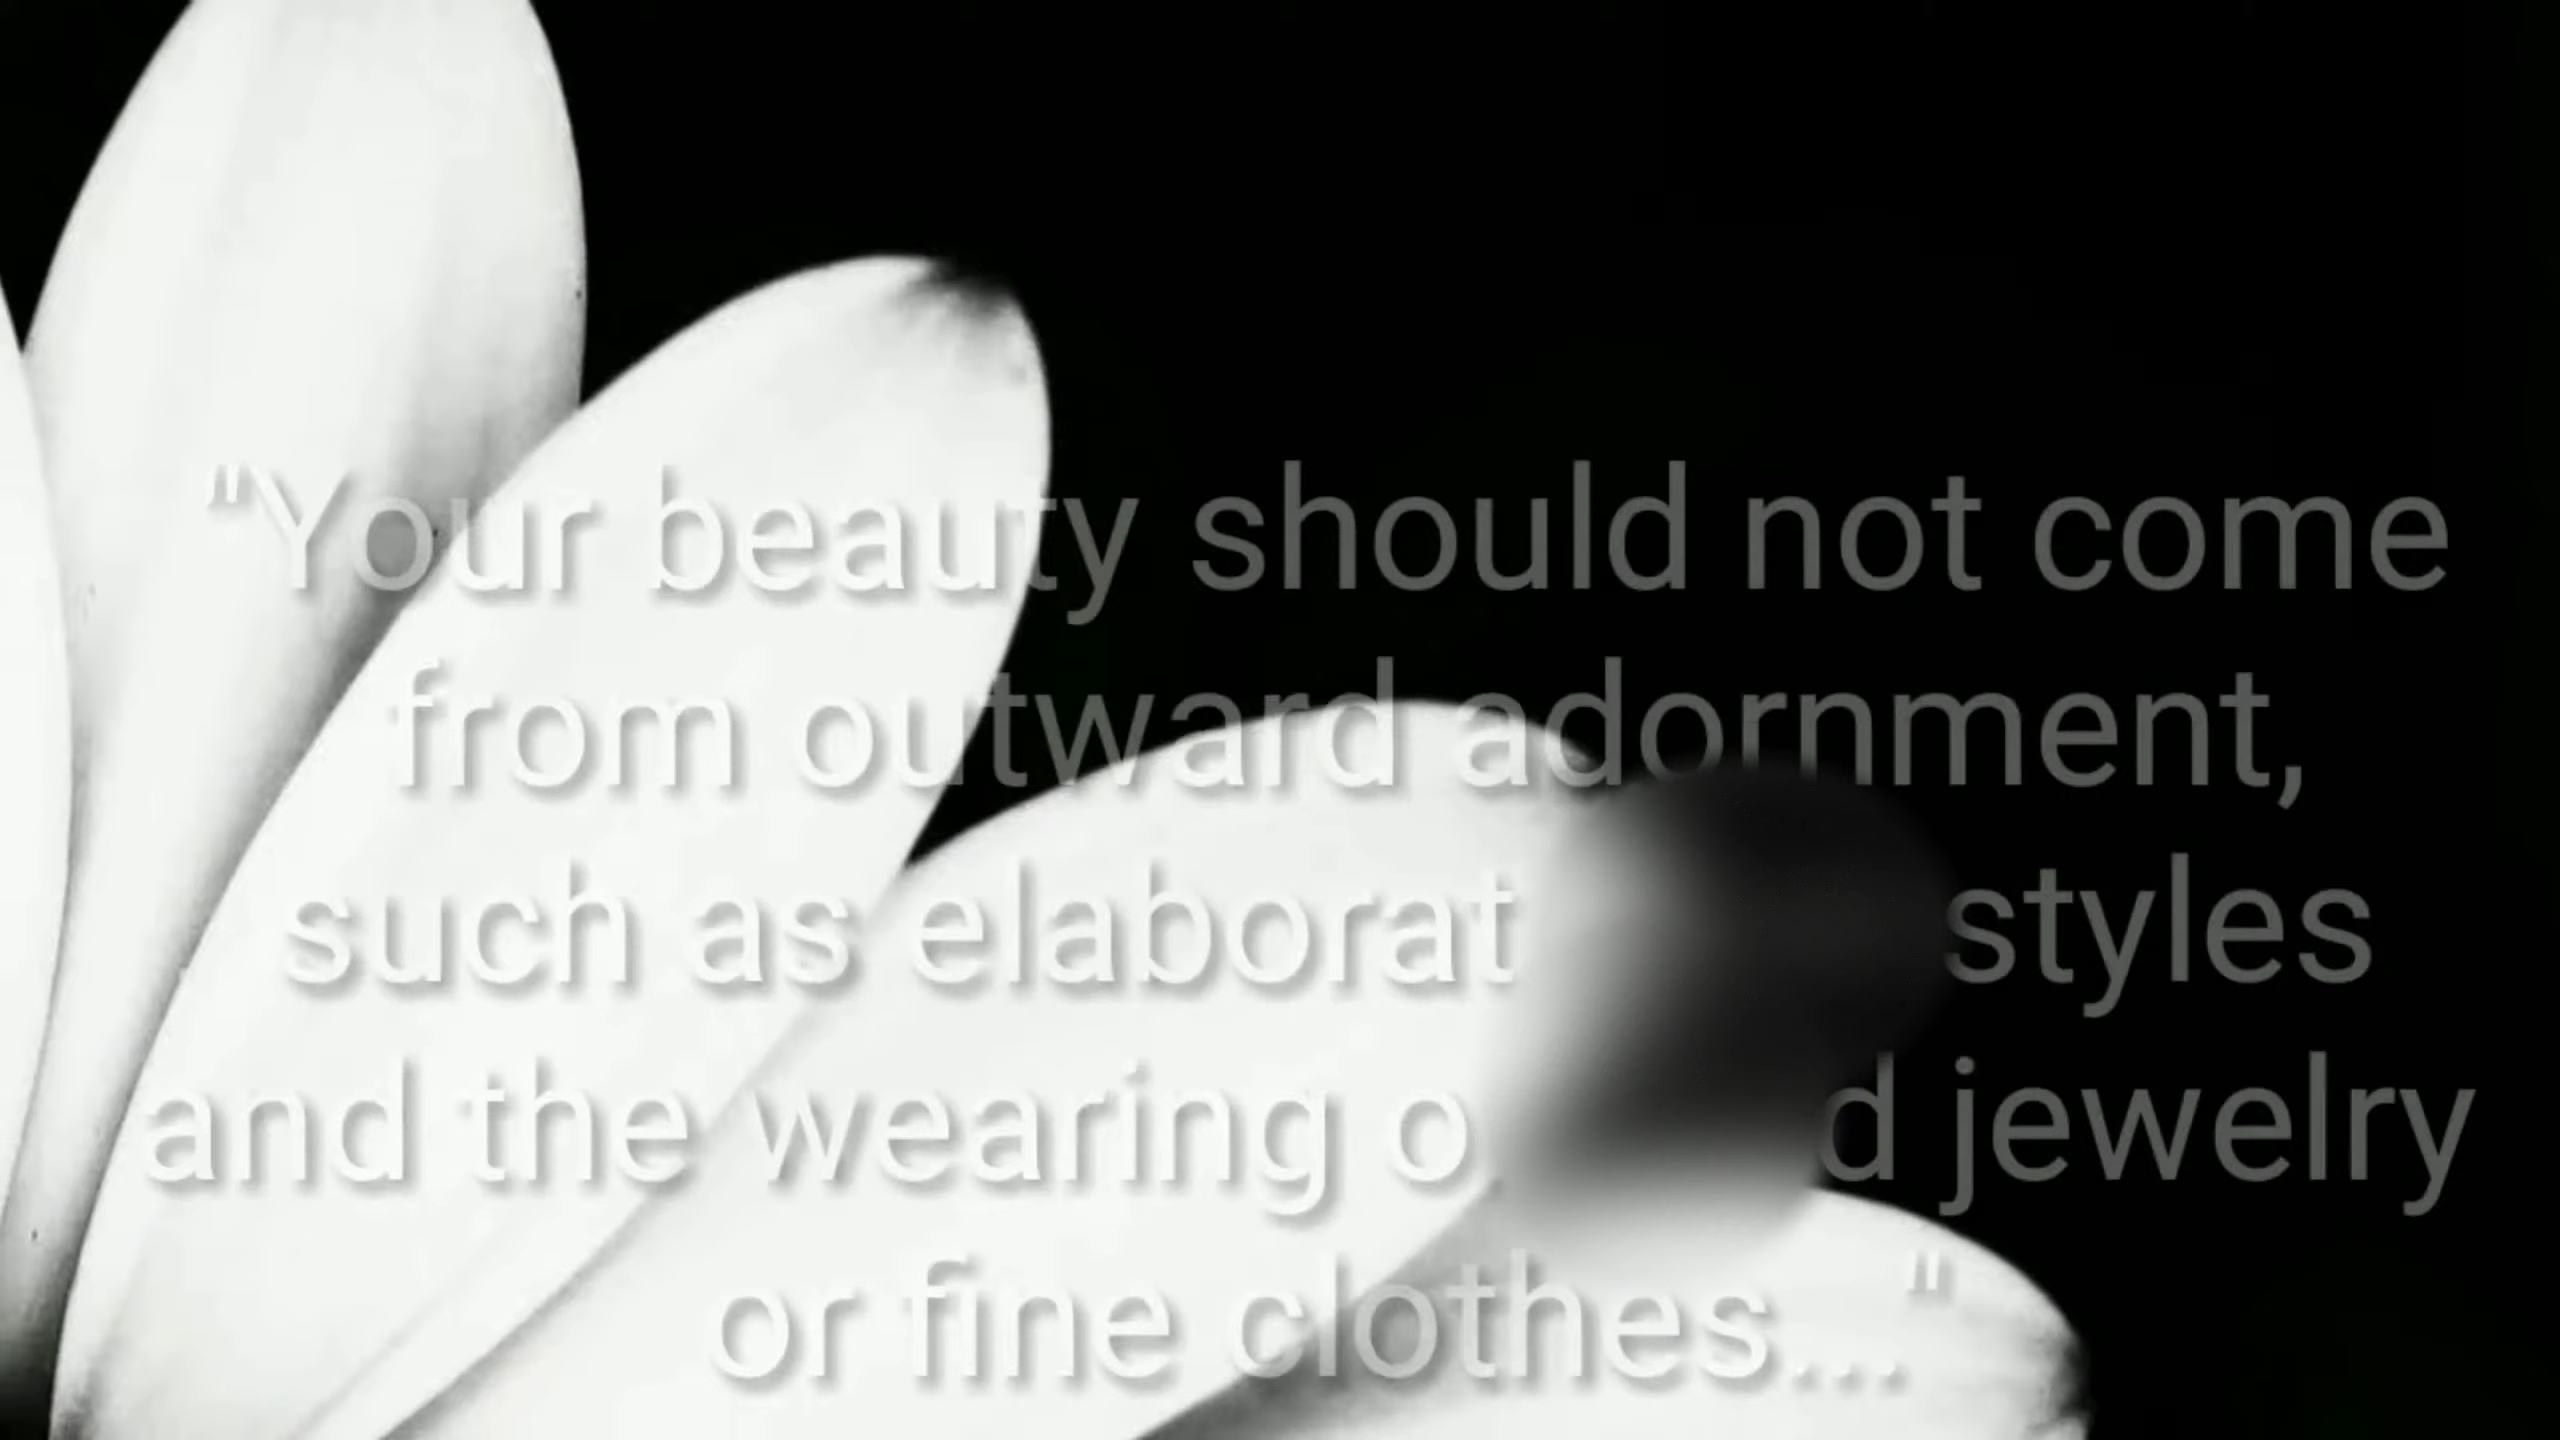 "Your beauty should not come
from outward adornment,
such as elaborat styles
and the wearing o d jewelry
or fine clothes..."